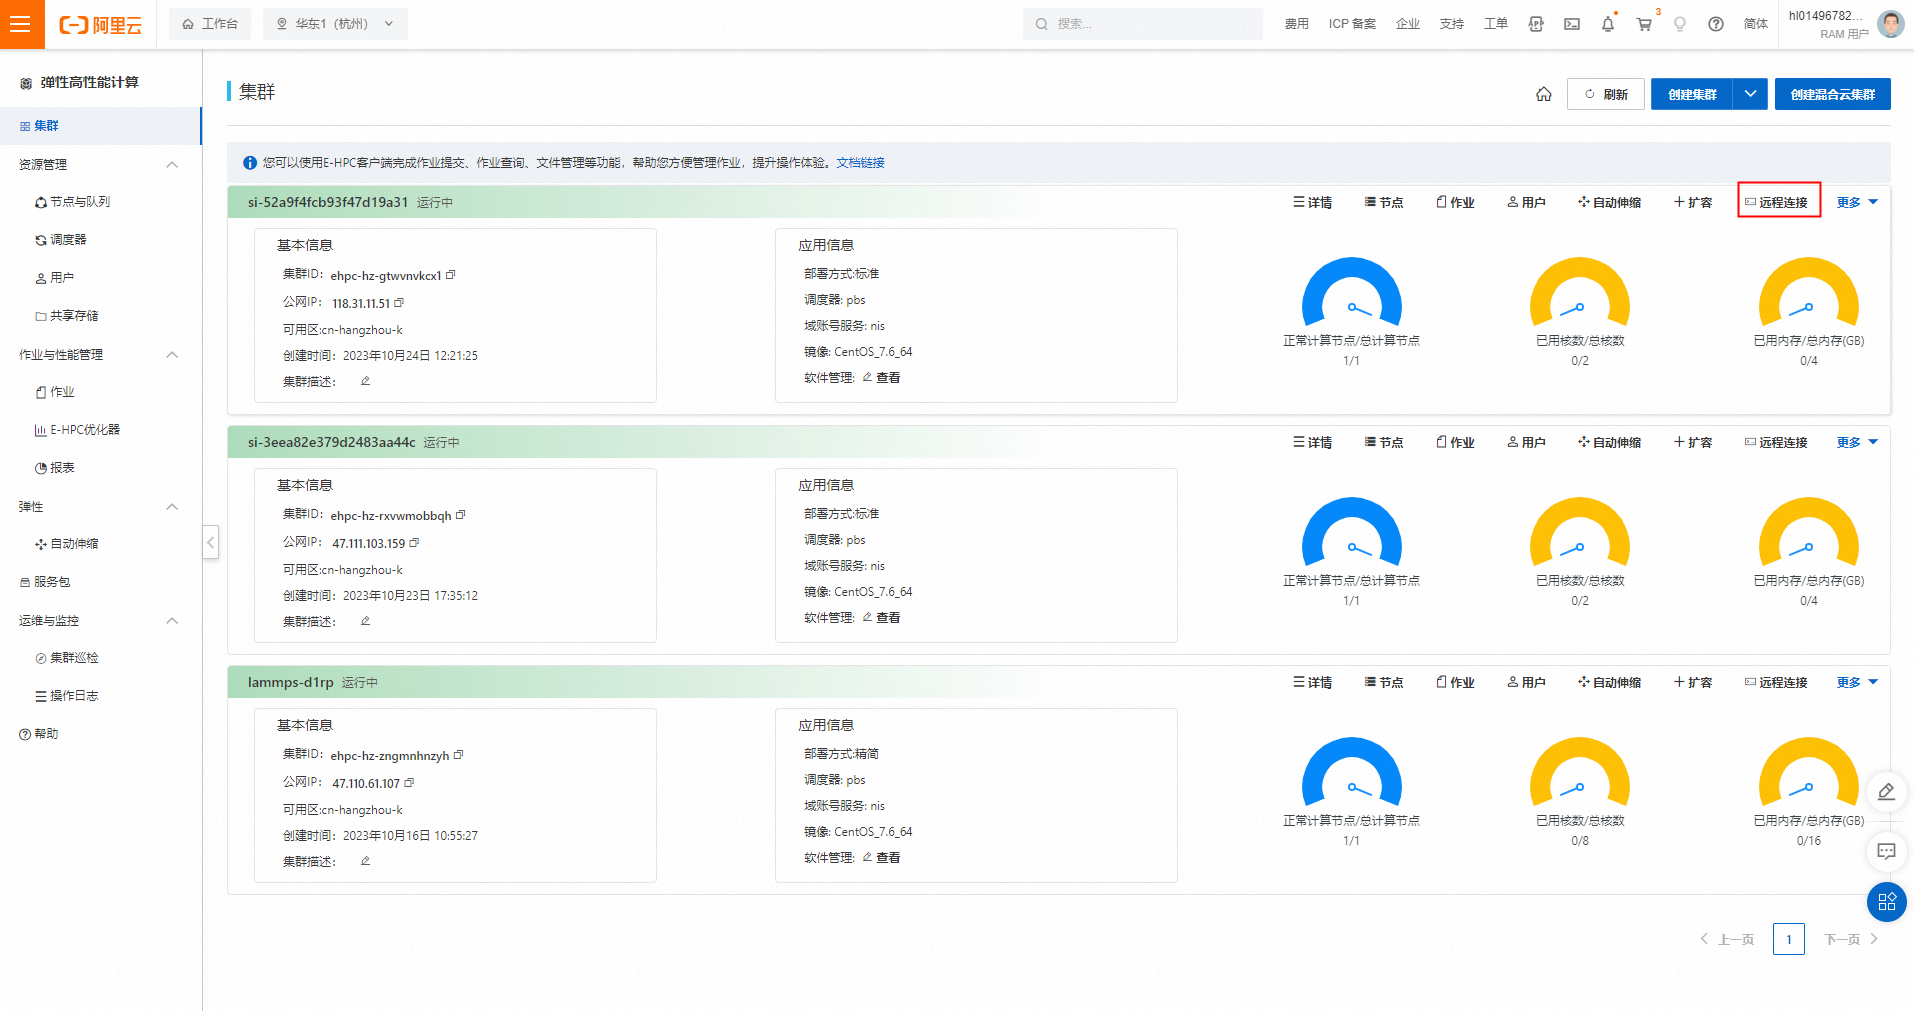 阿里云
工作台
华东1（杭州）
搜索...
费用
ICP 备案
企业
支持
工单
3
简体
hl01496782...
RAM 用户
弹性高性能计算
集群
资源管理
节点与队列
调度器
用户
共享存储
作业与性能管理
作业
E-HPC优化器
报表
弹性
自动伸缩
服务包
运维与监控
集群巡检
操作日志
帮助
集群
刷新
创建集群
创建混合云集群
您可以使用E-HPC客户端完成作业提交、作业查询、文件管理等功能，帮助您方便管理作业，提升操作体验。文档链接
si-52a9f4fcb93f47d19a31 运行中
详情 节点 作业 用户 自动伸缩 扩容 远程连接 更多
基本信息
集群ID: ehpc-hz-gtwvnvkcx1
公网IP: 118.31.11.51
可用区:cn-hangzhou-k
创建时间: 2023年10月24日 12:21:25
集群描述:
应用信息
部署方式:标准
调度器: pbs
域账号服务: nis
镜像: CentOS_7.6_64
软件管理: 查看
正常计算节点/总计算节点
1/1
已用核数/总核数
0/2
已用内存/总内存(GB)
0/4
si-3eea82e379d2483aa44c 运行中
详情 节点 作业 用户 自动伸缩 扩容 远程连接 更多
基本信息
集群ID: ehpc-hz-rxvwmobbqh
公网IP: 47.111.103.159
可用区:cn-hangzhou-k
创建时间: 2023年10月23日 17:35:12
集群描述:
应用信息
部署方式:标准
调度器: pbs
域账号服务: nis
镜像: CentOS_7.6_64
软件管理: 查看
正常计算节点/总计算节点
1/1
已用核数/总核数
0/2
已用内存/总内存(GB)
0/4
lammps-d1rp 运行中
详情 节点 作业 用户 自动伸缩 扩容 远程连接 更多
基本信息
集群ID: ehpc-hz-zngmnhnzyh
公网IP: 47.110.61.107
可用区:cn-hangzhou-k
创建时间: 2023年10月16日 10:55:27
集群描述:
应用信息
部署方式:精简
调度器: pbs
域账号服务: nis
镜像: CentOS_7.6_64
软件管理: 查看
正常计算节点/总计算节点
1/1
已用核数/总核数
0/8
已用内存/总内存(GB)
0/16
上一页 1 下一页